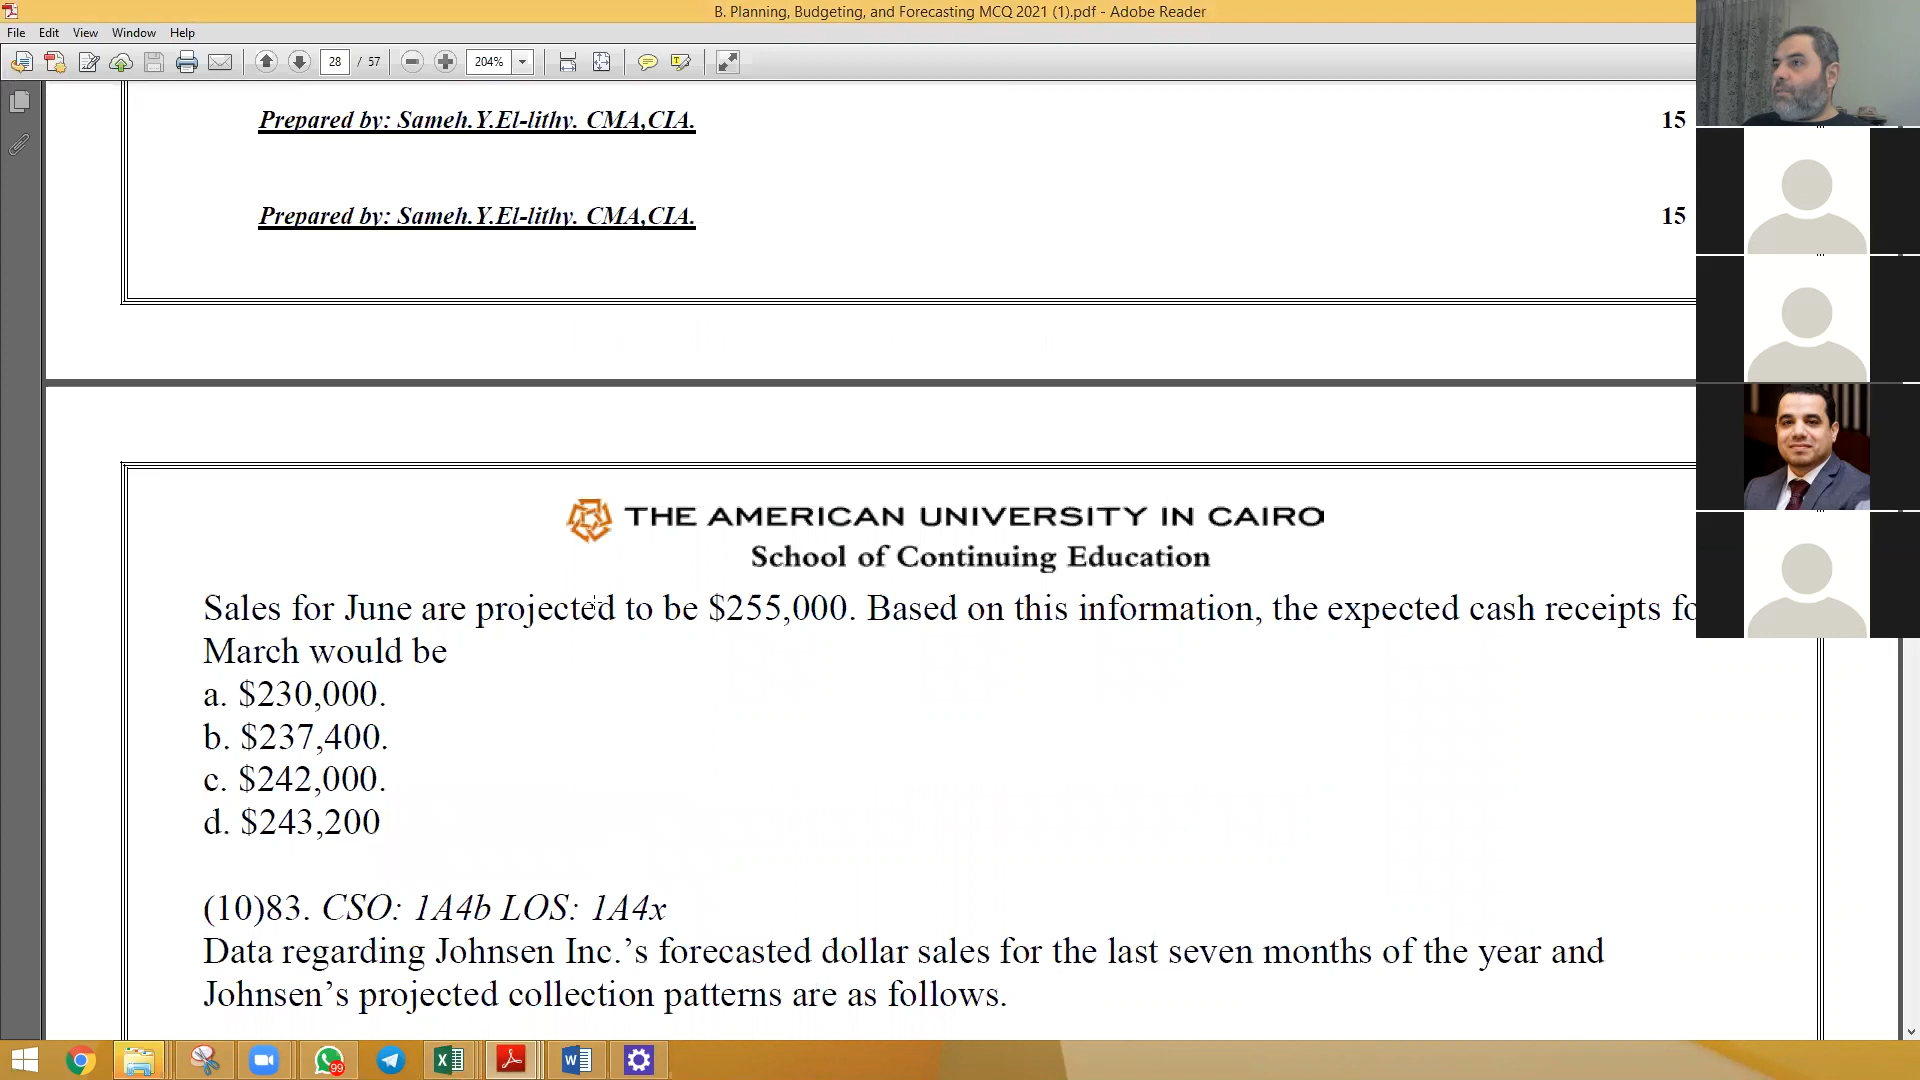 B. Planning, Budgeting, and Forecasting MCQ 2021 (1).pdf - Adobe Reader
File Edit View Window Help
28 / 57 204%
Prepared by: Sameh.Y.El-lithy. CMA,CIA. 15
Prepared by: Sameh.Y.El-lithy. CMA,CIA. 15
THE AMERICAN UNIVERSITY IN CAIRO
School of Continuing Education
Sales for June are projected to be $255,000. Based on this information, the expected cash receipts fo
March would be
a. $230,000.
b. $237,400.
c. $242,000.
d. $243,200
(10)83. CSO: 1A4b LOS: 1A4x
Data regarding Johnsen Inc.’s forecasted dollar sales for the last seven months of the year and
Johnsen’s projected collection patterns are as follows.
99